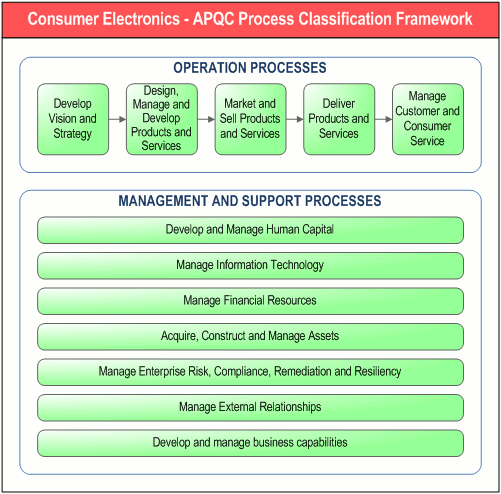 Consumer Electronics - APQC Process Classification Framework
OPERATION PROCESSES
Develop
Vision and
Strategy
Design,
Manage and
Develop
Products and
Services
Market and
Sell Products
and Services
Deliver
Products and
Services
Manage
Customer and
Consumer
Service
MANAGEMENT AND SUPPORT PROCESSES
Develop and Manage Human Capital
Manage Information Technology
Manage Financial Resources
Acquire, Construct and Manage Assets
Manage Enterprise Risk, Compliance, Remediation and Resiliency
Manage External Relationships
Develop and manage business capabilities